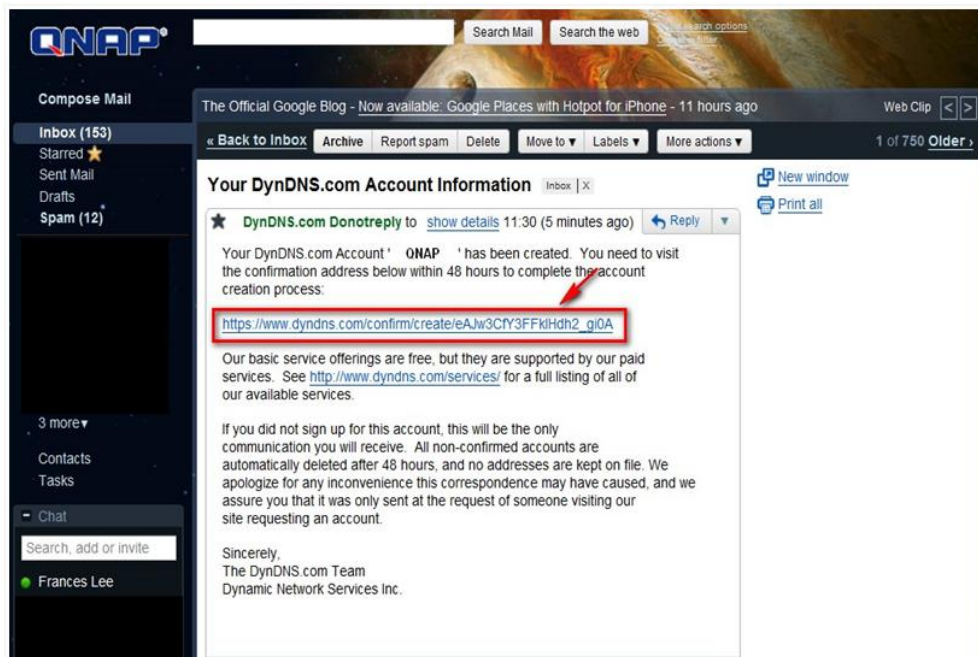 QNAP®
Search Mail
Search the web
search options
Compose Mail
The Official Google Blog - Now available: Google Places with Hotpot for iPhone - 11 hours ago
Web Clip < >
Inbox (153)
Starred
Sent Mail
Drafts
Spam (12)
« Back to Inbox Archive Report spam Delete Move to ▼ Labels ▼ More actions ▼
1 of 750 Older ›
Your DynDNS.com Account Information Inbox | X
New window
Print all
DynDNS.com Donotreply to show details 11:30 (5 minutes ago) Reply ▼
Your DynDNS.com Account ' QNAP ' has been created. You need to visit
the confirmation address below within 48 hours to complete the account
creation process:
https://www.dyndns.com/confirm/create/eAJw3CfY3FFklHdh2_gi0A
Our basic service offerings are free, but they are supported by our paid
services. See http://www.dyndns.com/services/ for a full listing of all of
our available services.
If you did not sign up for this account, this will be the only
communication you will receive. All non-confirmed accounts are
automatically deleted after 48 hours, and no addresses are kept on file. We
apologize for any inconvenience this correspondence may have caused, and we
assure you that it was only sent at the request of someone visiting our
site requesting an account.
Sincerely,
The DynDNS.com Team
Dynamic Network Services Inc.
3 more▾
Contacts
Tasks
Chat
Search, add or invite
Frances Lee